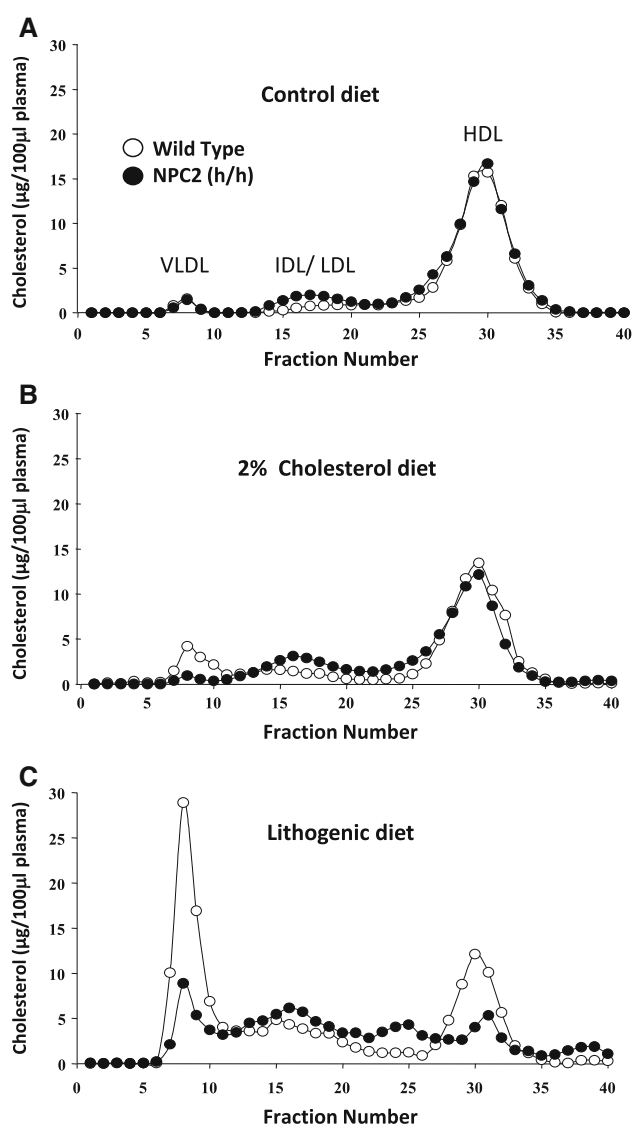 A
Cholesterol (µg/100µl plasma)
30
25
20
15
10
5
0
Control diet
Wild Type
NPC2 (h/h)
VLDL
IDL/ LDL
HDL
0 5 10 15 20 25 30 35 40
Fraction Number
B
Cholesterol (µg/100µl plasma)
30
25
20
15
10
5
0
2% Cholesterol diet
0 5 10 15 20 25 30 35 40
Fraction Number
C
Cholesterol (µg/100µl plasma)
30
25
20
15
10
5
0
Lithogenic diet
0 5 10 15 20 25 30 35 40
Fraction Number